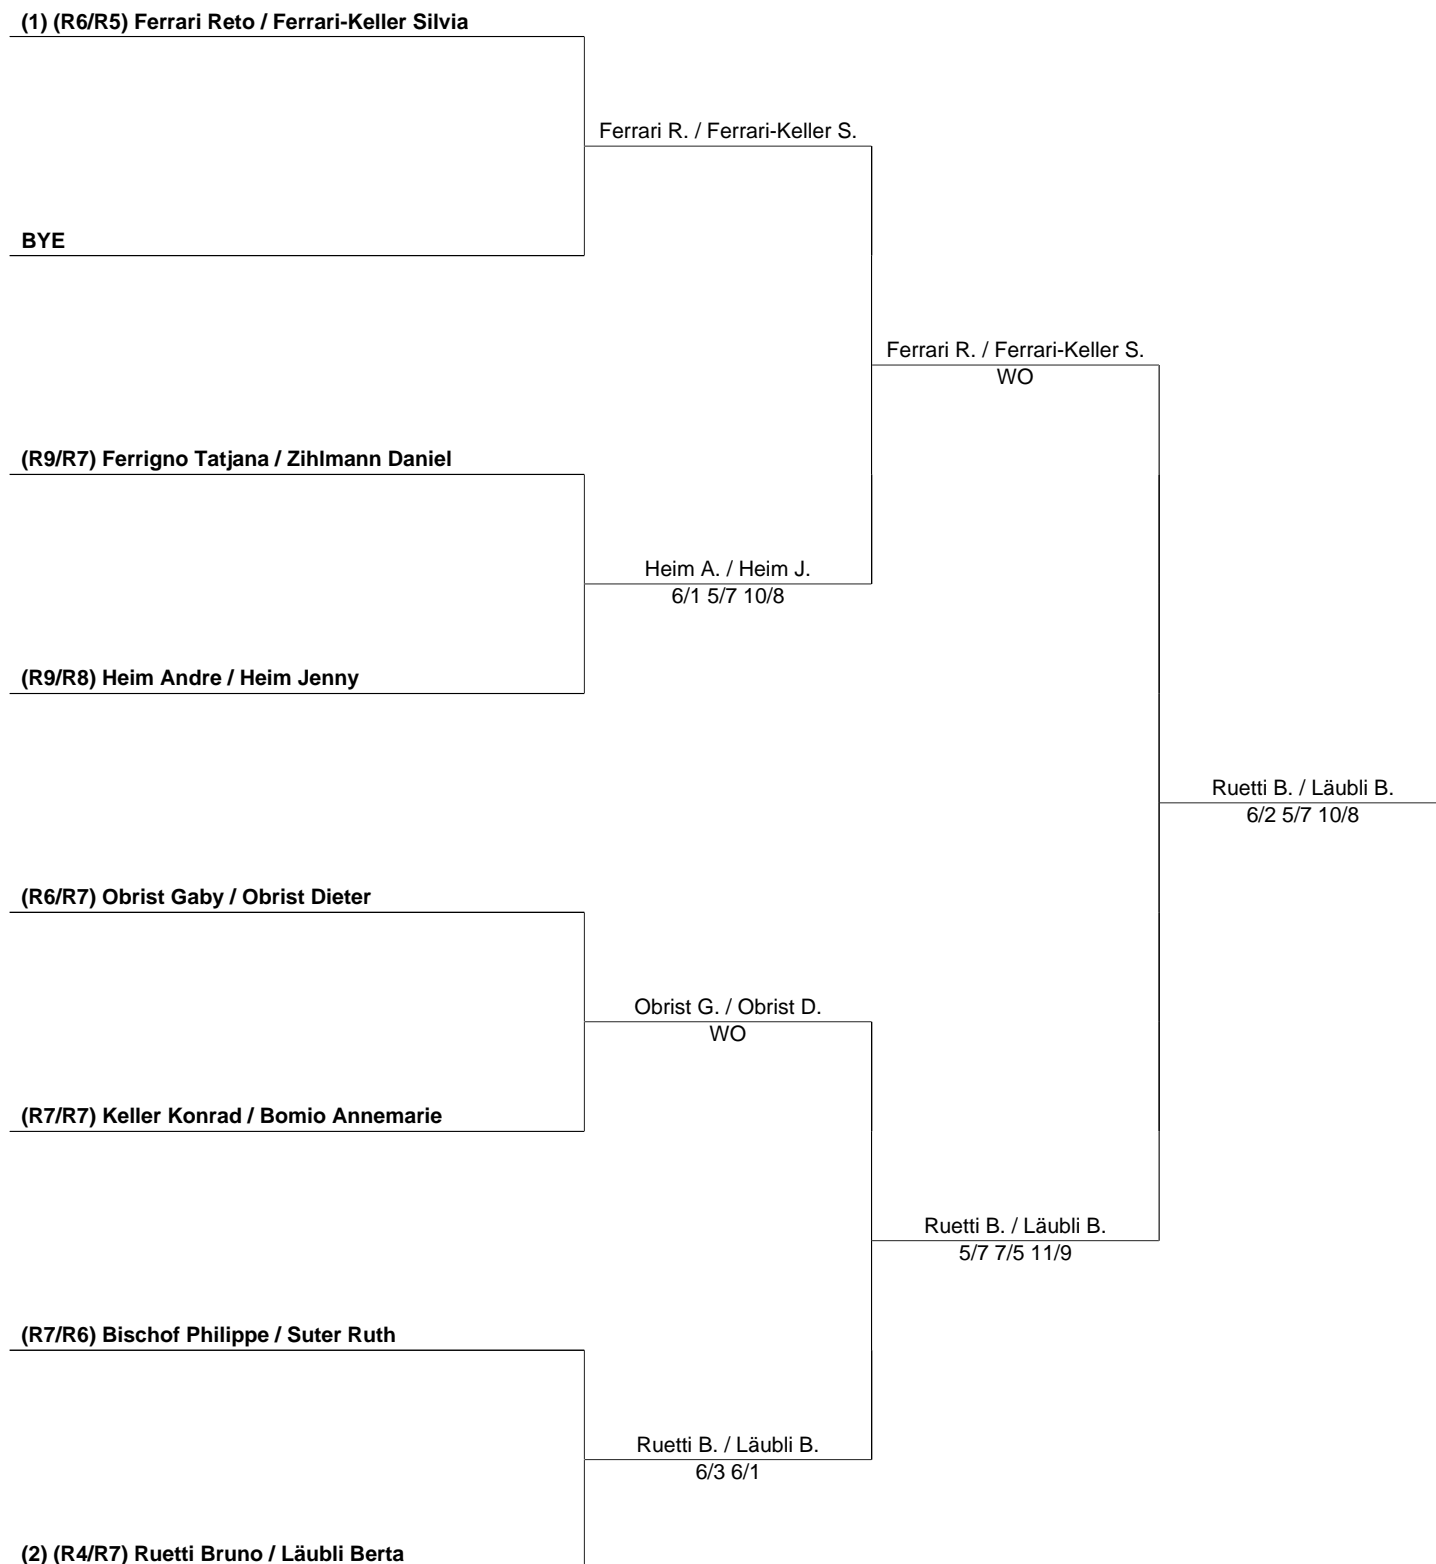 (1) (R6/R5) Ferrari Reto / Ferrari-Keller Silvia
Ferrari R. / Ferrari-Keller S.
BYE
Ferrari R. / Ferrari-Keller S.
WO
(R9/R7) Ferrigno Tatjana / Zihlmann Daniel
Heim A. / Heim J.
6/1 5/7 10/8
(R9/R8) Heim Andre / Heim Jenny
Ruetti B. / Läubli B.
6/2 5/7 10/8
(R6/R7) Obrist Gaby / Obrist Dieter
Obrist G. / Obrist D.
WO
(R7/R7) Keller Konrad / Bomio Annemarie
Ruetti B. / Läubli B.
5/7 7/5 11/9
(R7/R6) Bischof Philippe / Suter Ruth
Ruetti B. / Läubli B.
6/3 6/1
(2) (R4/R7) Ruetti Bruno / Läubli Berta